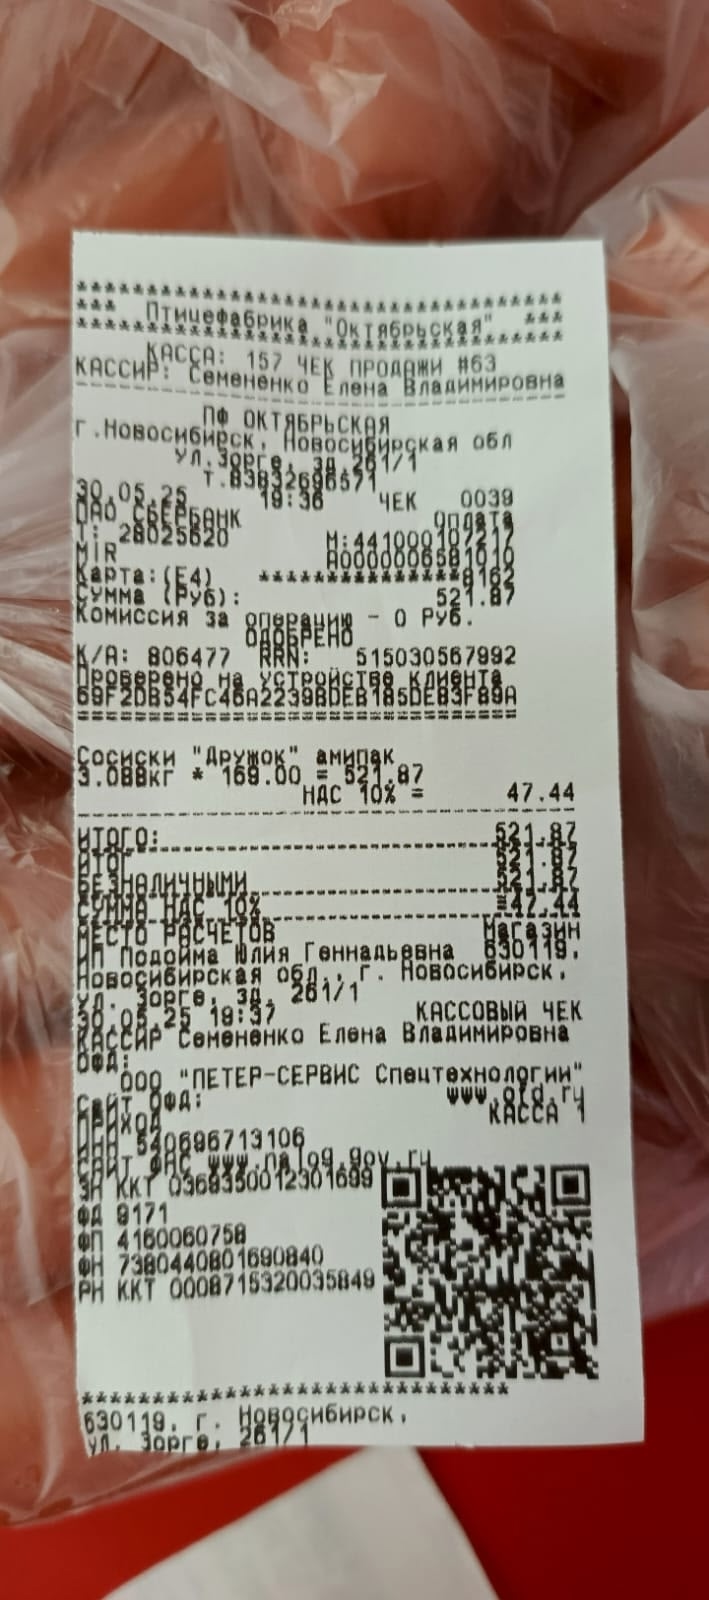 ****************************************
*** Птицефабрика "Октябрьская" ***
****************************************
КАССА: 157 ЧЕК ПРОДАЖИ #63
КАССИР: Семененко Елена Владимировна
ПФ ОКТЯБРЬСКАЯ
г.Новосибирск, Новосибирская обл
ул.Зорге, зд.261/1
т.83832696571
30.05.25 19:36 ЧЕК 0039
ПАО СБЕРБАНК Оплата
Т: 28025620 М:441000107217
MIR A0000006581010
Карта:(E4) ***************8162
Сумма (Руб): 521.87
Комиссия за операцию - 0 Руб.
ОДОБРЕНО
К/А: 806477 RRN: 515030567992
Проверено на устройстве клиента
69F2DB54FC46A2239BDEB185DE83F89A
======================================
Сосиски "Дружок" амипак
3.088кг * 169.00 = 521.87
НДС 10% = 47.44
ИТОГО: 521.87
ИТОГ 521.87
БЕЗНАЛИЧНЫМИ 521.87
СУММА НДС 10% =47.44
МЕСТО РАСЧЕТОВ Магазин
ИП Подойма Юлия Геннадьевна 630119,
Новосибирская обл., г. Новосибирск,
ул. Зорге, зд. 261/1
30.05.25 19:37 КАССОВЫЙ ЧЕК
КАССИР Семененко Елена Владимировна
ОФД:
ООО "ПЕТЕР-СЕРВИС Спецтехнологии"
Сайт ОФД: www.ofd.ru
ПРИХОД КАССА 1
ИНН 540696713106
САЙТ ФНС www.nalog.gov.ru
ЗН ККТ 0369350012301699
ФД 9171
ФП 4160060758
ФН 7380440801690840
РН ККТ 0008715320035849
******************************
630119, г. Новосибирск,
ул. Зорге, 261/1